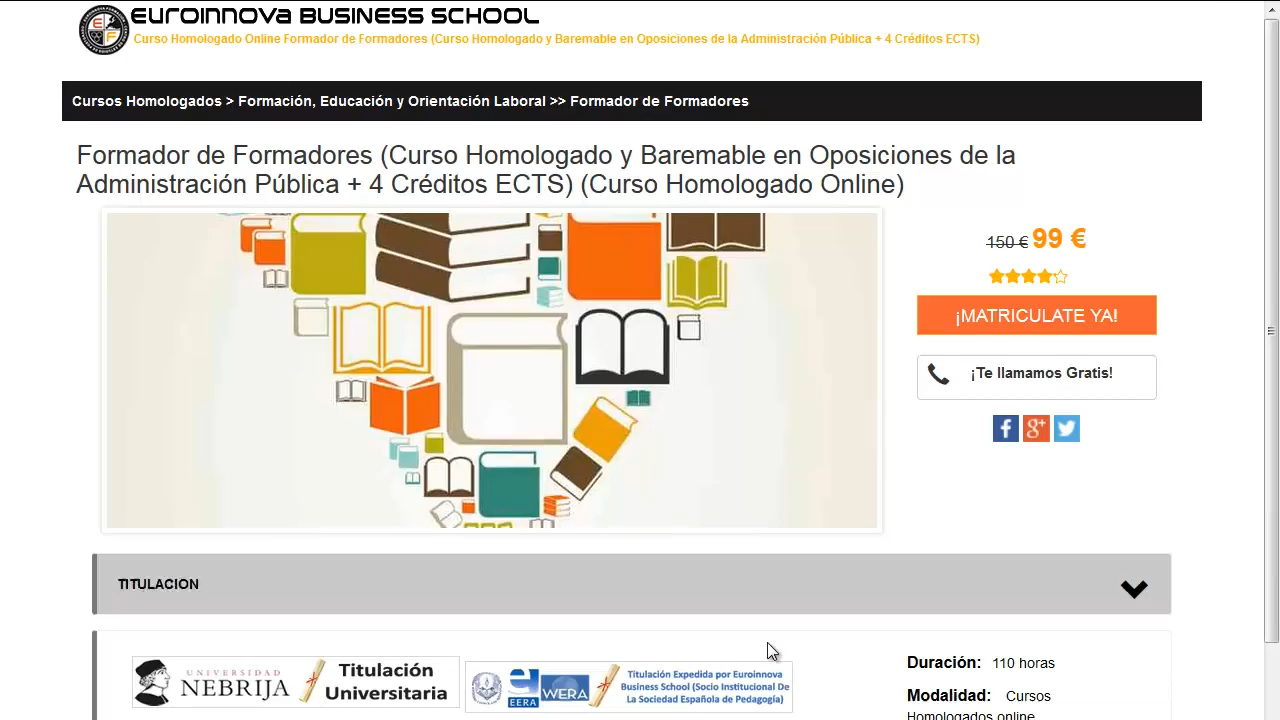 EUROINNOVA BUSINESS SCHOOL
Curso Homologado Online Formador de Formadores (Curso Homologado y Baremable en Oposiciones de la Administración Pública + 4 Créditos ECTS)
Cursos Homologados > Formación, Educación y Orientación Laboral >> Formador de Formadores
Formador de Formadores (Curso Homologado y Baremable en Oposiciones de la
Administración Pública + 4 Créditos ECTS) (Curso Homologado Online)
150 € 99 €
¡MATRICULATE YA!
¡Te llamamos Gratis!
TITULACION
UNIVERSIDAD
NEBRIJA
Titulación
Universitaria
EERA
WERA
Titulación Expedida por Euroinnova
Business School (Socio Institucional De
La Sociedad Española de Pedagogía)
Duración: 110 horas
Modalidad: Cursos
Homologados online